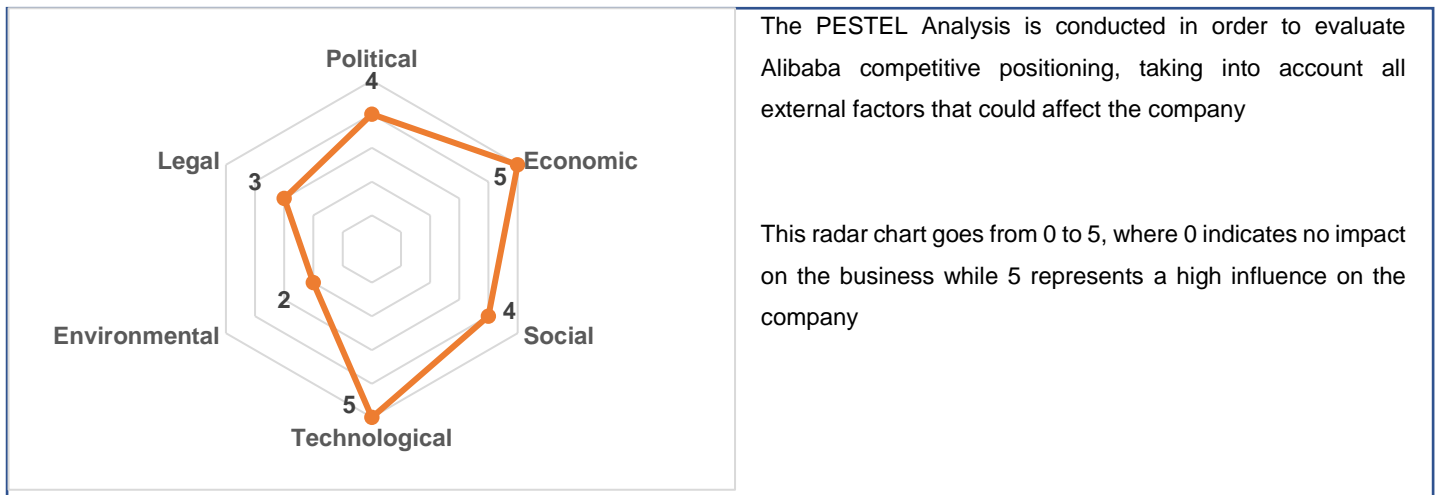 Political
4
Legal
3
Economic
5
2
4
Environmental
Social
5
Technological
The PESTEL Analysis is conducted in order to evaluate
Alibaba competitive positioning, taking into account all
external factors that could affect the company
This radar chart goes from 0 to 5, where 0 indicates no impact
on the business while 5 represents a high influence on the
company